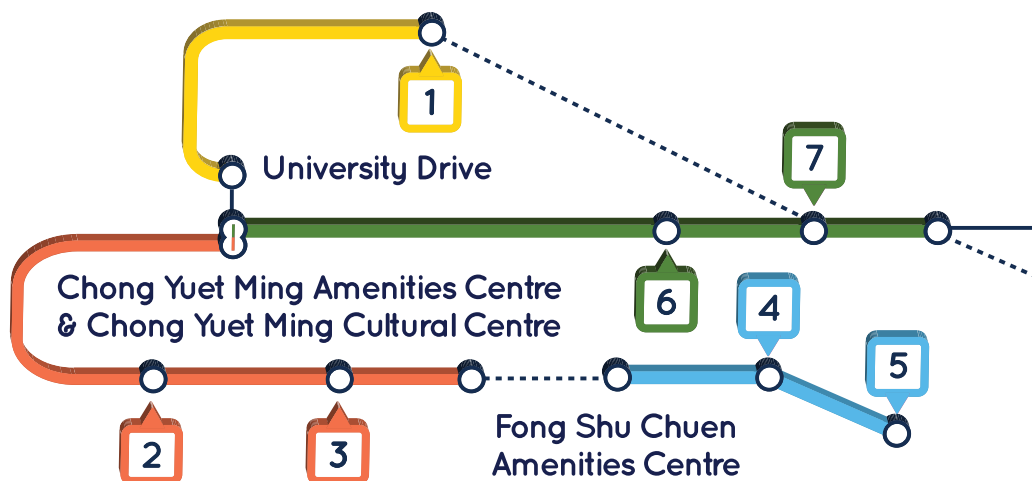 1
University Drive
7
Chong Yuet Ming Amenities Centre
& Chong Yuet Ming Cultural Centre
6
4
5
2
3
Fong Shu Chuen
Amenities Centre